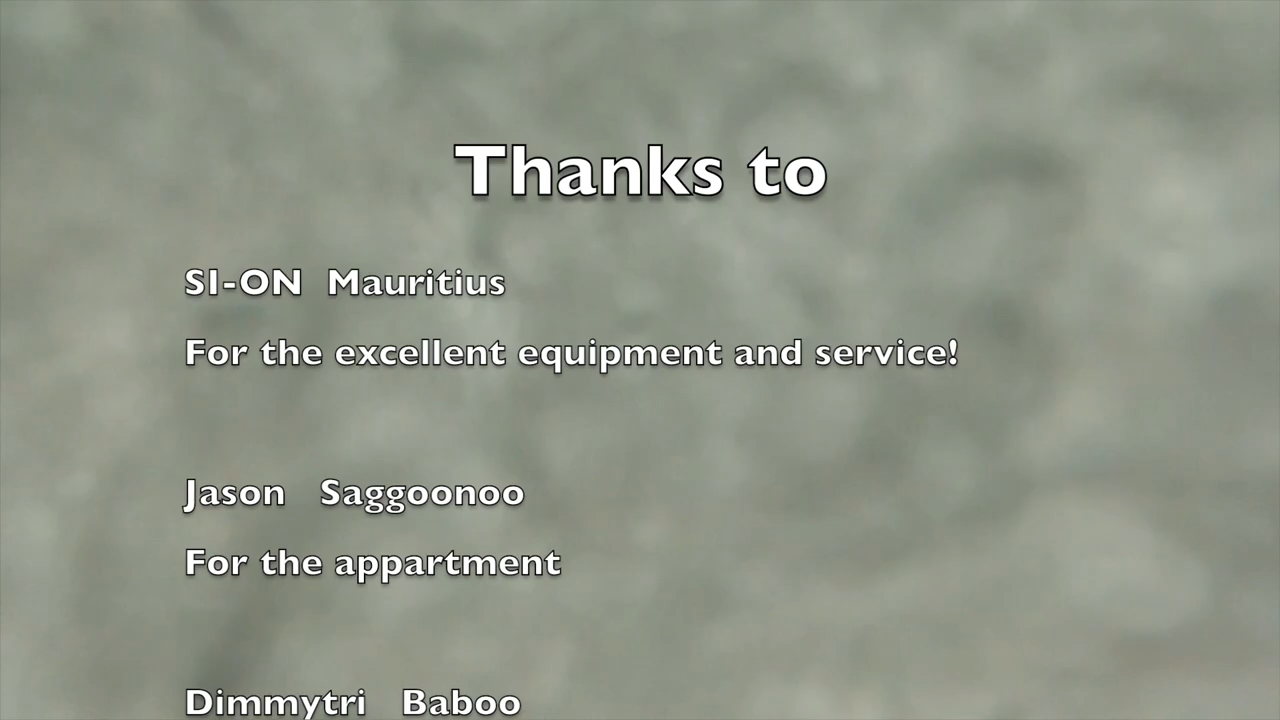 Thanks to
SI-ON Mauritius
For the excellent equipment and service!
Jason Saggoonoo
For the appartment
Dimmytri Baboo